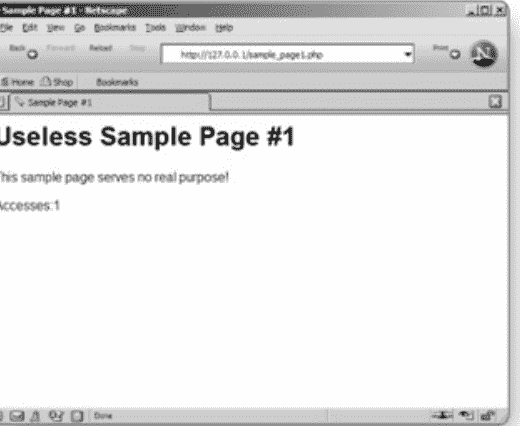 Sample Page #1 - Netscape
File Edit View Go Bookmarks Tools Window Help
Back Forward Reload Stop http://127.0.0.1/sample_page1.php Print N
Home Shop Bookmarks
Sample Page #1
Useless Sample Page #1
This sample page serves no real purpose!
Accesses:1
Done